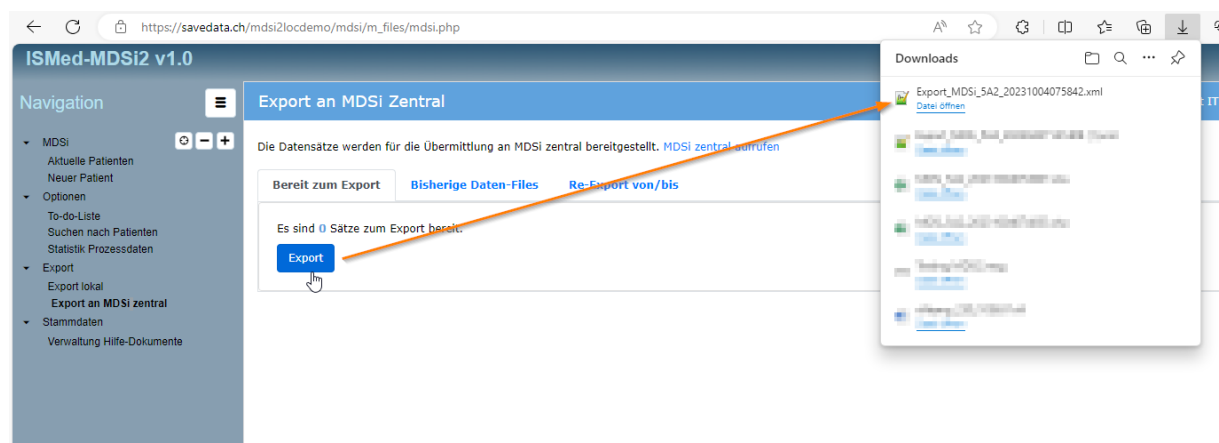 https://savedata.ch/mdsi2locdemo/mdsi/m_files/mdsi.php
ISMed-MDSi2 v1.0
Downloads
Navigation
Export an MDSi Zentral
Export_MDSi_5A2_20231004075842.xml
Datei öffnen
MDSi
Aktuelle Patienten
Neuer Patient
Optionen
To-do-Liste
Suchen nach Patienten
Statistik Prozessdaten
Export
Export lokal
Export an MDSi zentral
Stammdaten
Verwaltung Hilfe-Dokumente
Die Datensätze werden für die Übermittlung an MDSi zentral bereitgestellt. MDSi zentral aufrufen
Bereit zum Export Bisherige Daten-Files Re-Export von/bis
Es sind 0 Sätze zum Export bereit.
Export